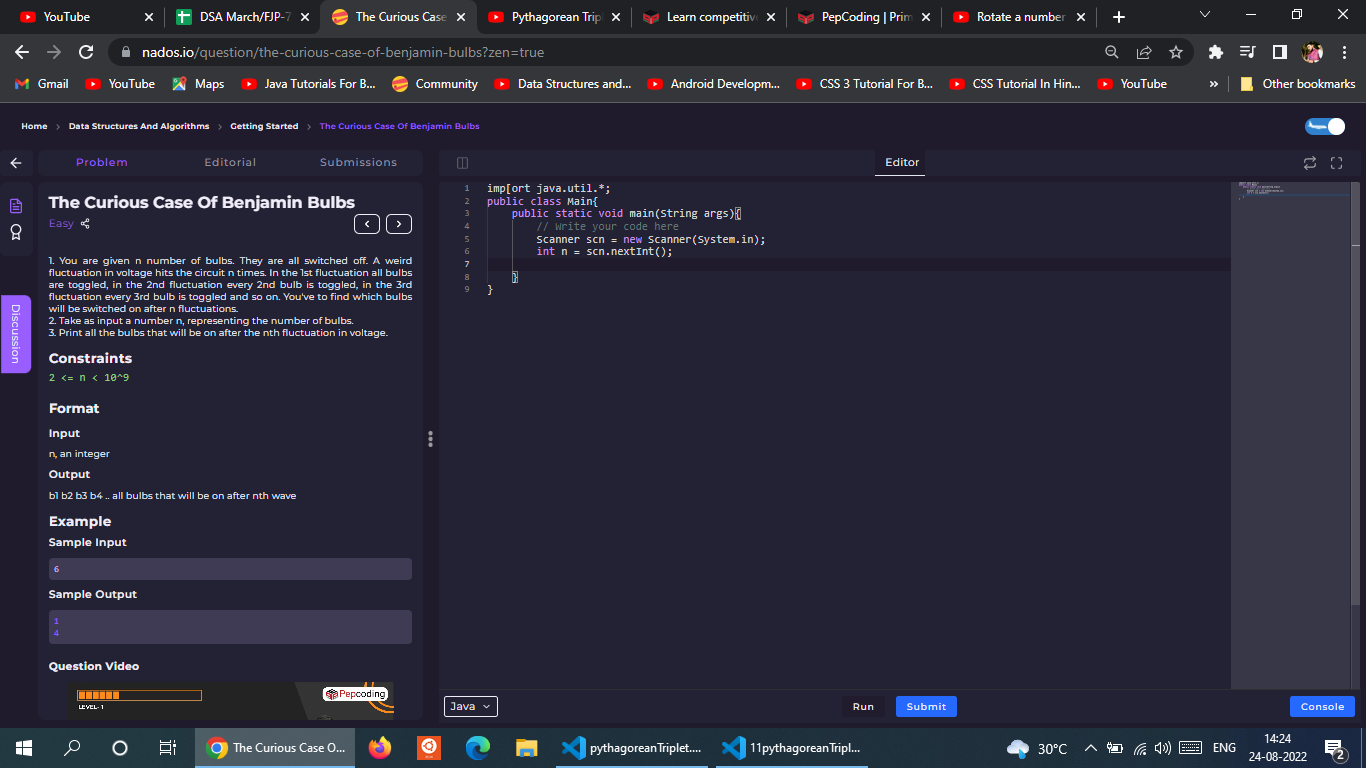 YouTube
DSA March/FJP-7
The Curious Case
Pythagorean Tripl
Learn competitiv
PepCoding | Prim
Rotate a number
nados.io/question/the-curious-case-of-benjamin-bulbs?zen=true
Gmail
YouTube
Maps
Java Tutorials For B...
Community
Data Structures and...
Android Developm...
CSS 3 Tutorial For B...
CSS Tutorial In Hin...
YouTube
»
Other bookmarks
Home > Data Structures And Algorithms > Getting Started > The Curious Case Of Benjamin Bulbs
Problem
Editorial
Submissions
Discussion
The Curious Case Of Benjamin Bulbs
Easy
1. You are given n number of bulbs. They are all switched off. A weird
fluctuation in voltage hits the circuit n times. In the 1st fluctuation all bulbs
are toggled, in the 2nd fluctuation every 2nd bulb is toggled, in the 3rd
fluctuation every 3rd bulb is toggled and so on. You've to find which bulbs
will be switched on after n fluctuations.
2. Take as input a number n, representing the number of bulbs.
3. Print all the bulbs that will be on after the nth fluctuation in voltage.
Constraints
2 <= n < 10^9
Format
Input
n, an integer
Output
b1 b2 b3 b4 .. all bulbs that will be on after nth wave
Example
Sample Input
6
Sample Output
1
4
Question Video
Pepcoding
LEVEL- 1
Editor
1 imp[ort java.util.*;
2 public class Main{
3 public static void main(String args){
4 // Write your code here
5 Scanner scn = new Scanner(System.in);
6 int n = scn.nextInt();
7
8 }
9 }
Java
Run
Submit
Console
The Curious Case O...
pythagoreanTriplet....
11pythagoreanTripl...
30°C
ENG
14:24
24-08-2022
2